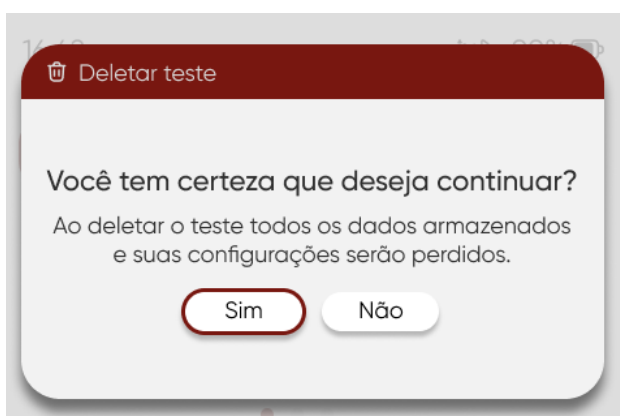 Deletar teste
Você tem certeza que deseja continuar?
Ao deletar o teste todos os dados armazenados
e suas configurações serão perdidos.
Sim
Não